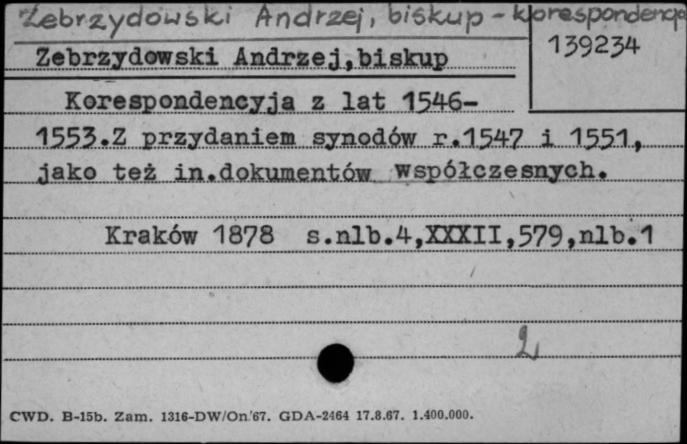 Zebrzydowski Andrzej, biskup - korespondencja
139234
Zebrzydowski Andrzej,biskup
Korespondencyja z lat 1546-
1553.Z przydaniem synodów r.1547 i 1551,
jako też in.dokumentów współczesnych.
Kraków 1878 s.nlb.4,XXXII,579,nlb.1
2
CWD. B-15b. Zam. 1316-DW/On.'67. GDA-2464 17.8.67. 1.400.000.